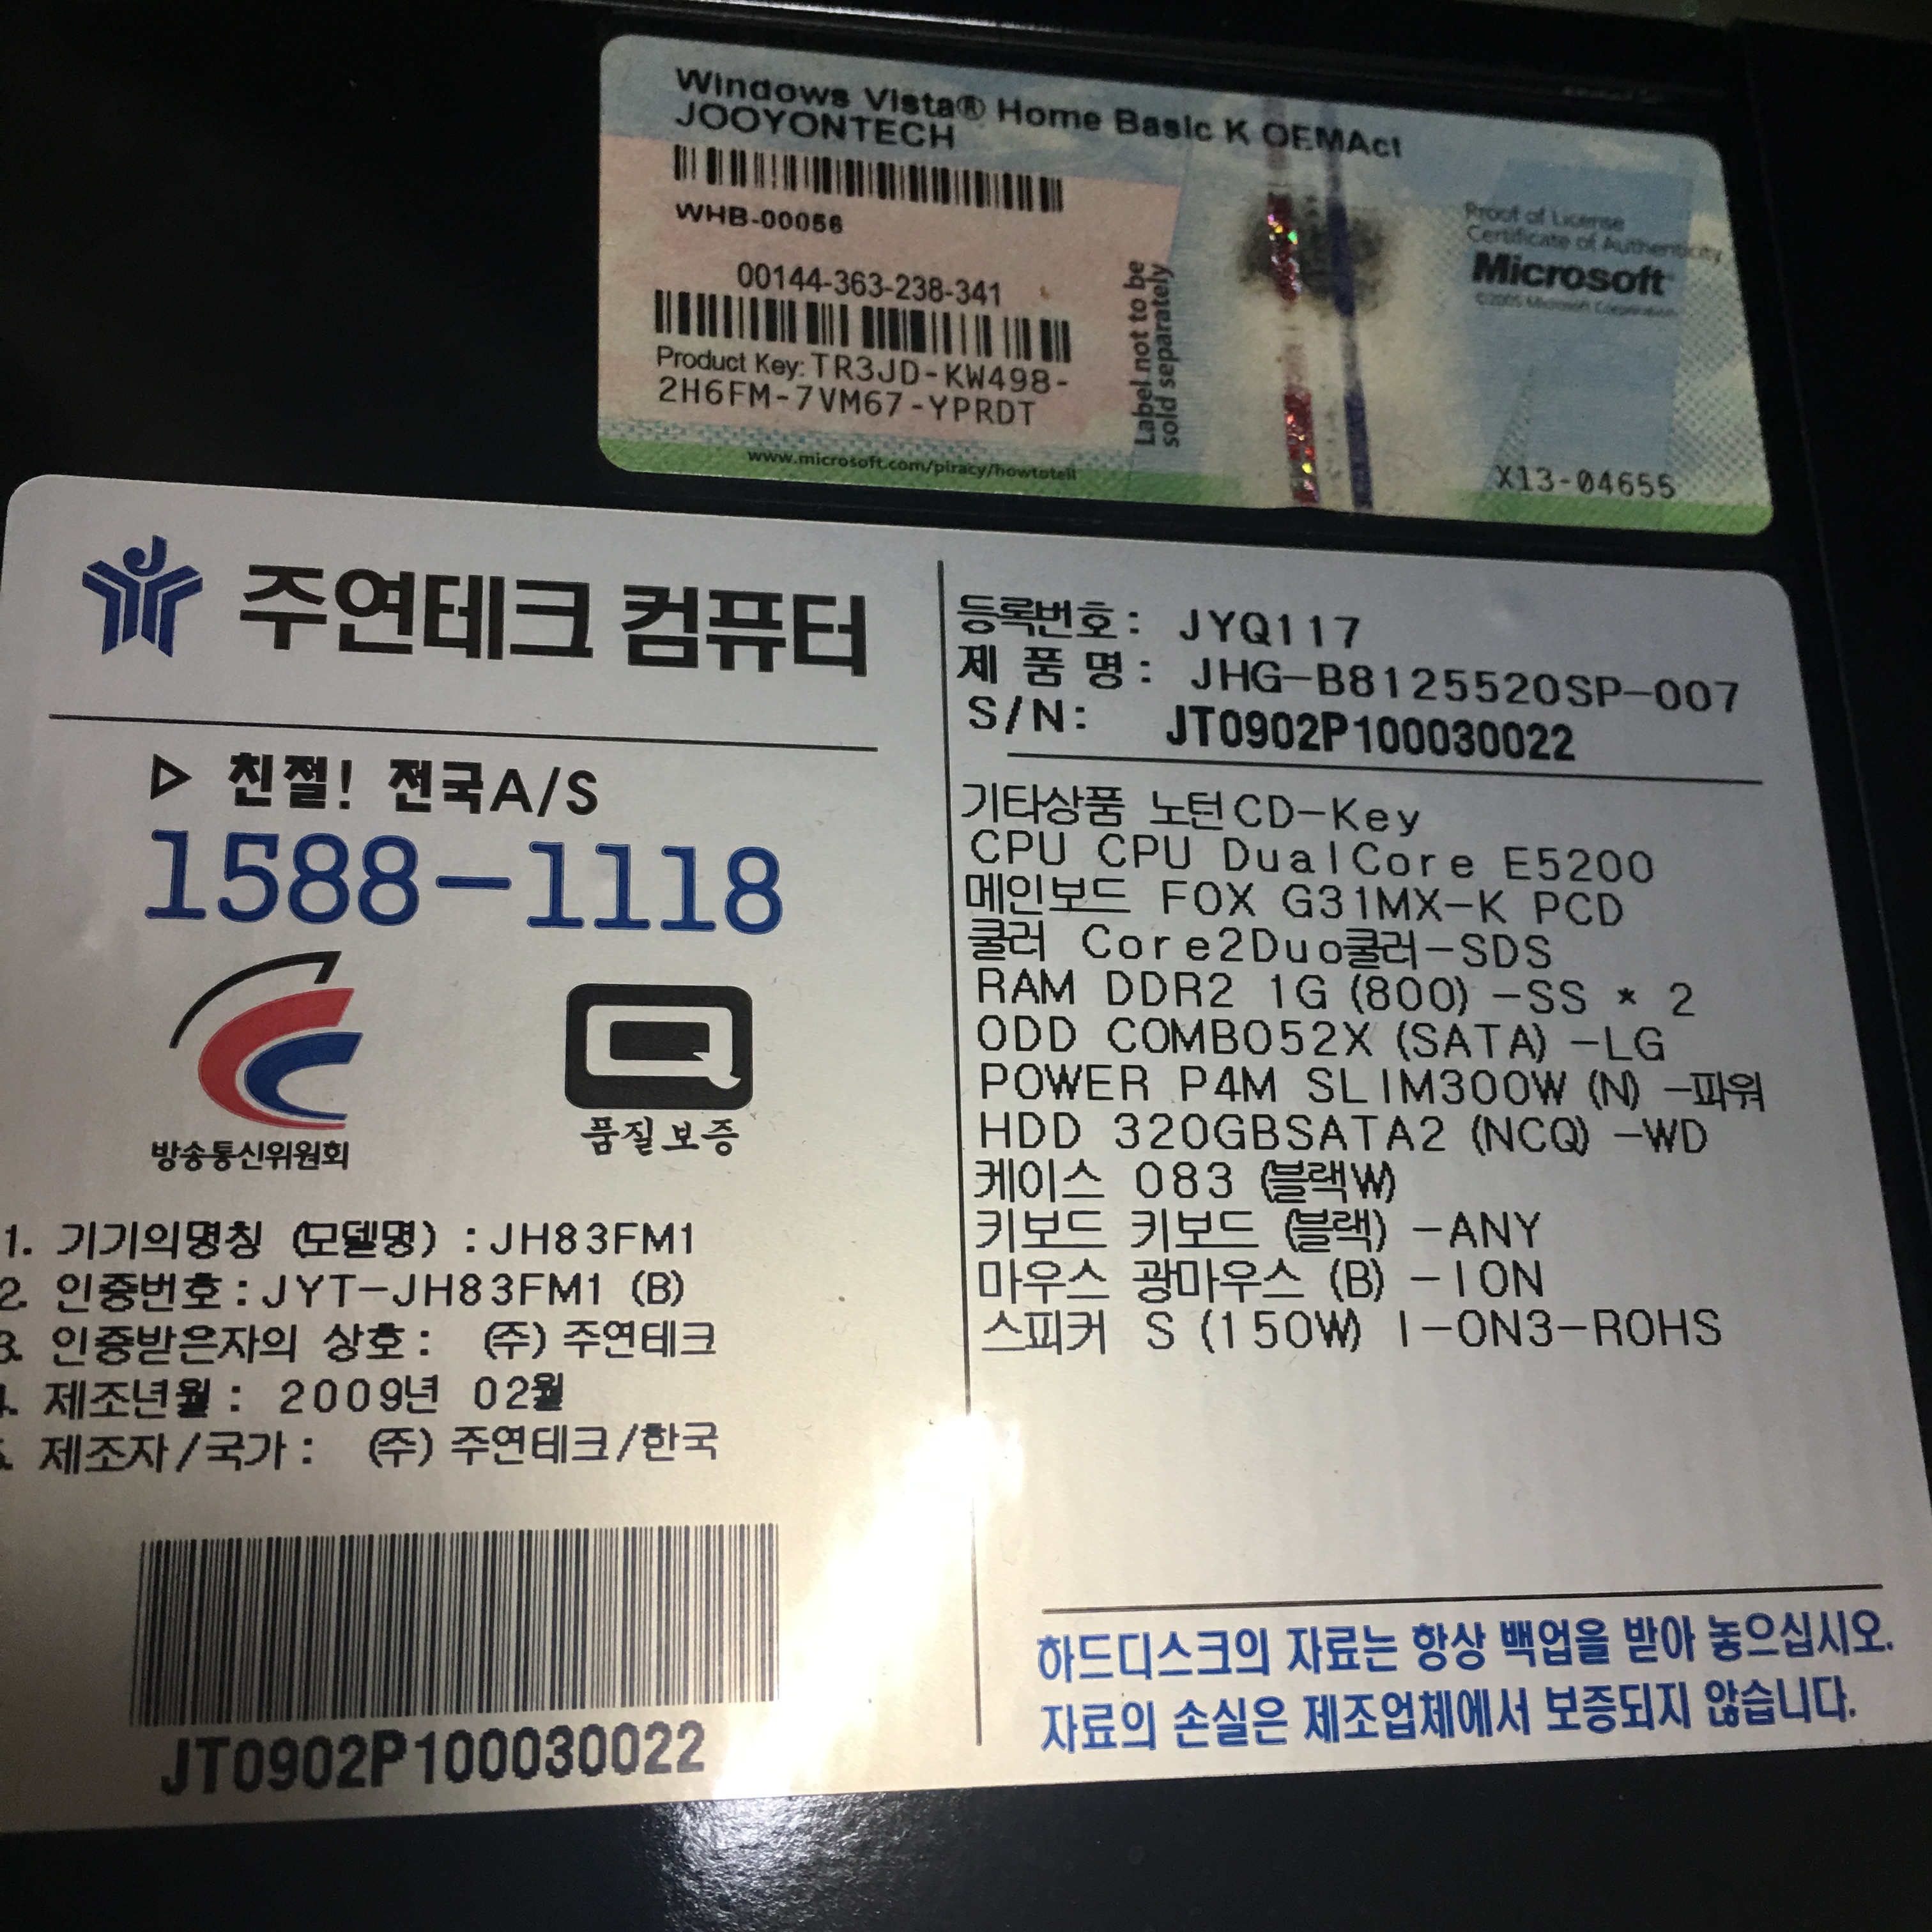 Windows Vista® Home Basic K OEMAct
JOOYONTECH
WHB-00056
00144-363-238-341
Product Key: TR3JD-KW498-
2H6FM-7VM67-YPRDT
www.microsoft.com/piracy/howtotell
Label not to be
sold separately
Proof of License
Certificate of Authenticity
Microsoft
©2005 Microsoft Corporation
X13-04655
주연테크 컴퓨터
▷ 친절! 전국A/S
1588-1118
방송통신위원회
품질보증
1. 기기의명칭 (모델명) : JH83FM1
2. 인증번호 : JYT-JH83FM1 (B)
3. 인증받은자의 상호 : (주) 주연테크
4. 제조년월 : 2009년 02월
제조자/국가 : (주) 주연테크/한국
JT0902P100030022
등록번호 : JYQ117
제 품 명 : JHG-B8125520SP-007
S/N: JT0902P100030022
기타상품 노턴CD-Key
CPU CPU DualCore E5200
메인보드 FOX G31MX-K PCD
쿨러 Core2Duo쿨러-SDS
RAM DDR2 1G (800) -SS * 2
ODD COMBO52X (SATA) -LG
POWER P4M SLIM300W (N) -파워
HDD 320GBSATA2 (NCQ) -WD
케이스 083 (블랙W)
키보드 키보드 (블랙) -ANY
마우스 광마우스 (B) -ION
스피커 S (150W) I-ON3-ROHS
하드디스크의 자료는 항상 백업을 받아 놓으십시오.
자료의 손실은 제조업체에서 보증되지 않습니다.